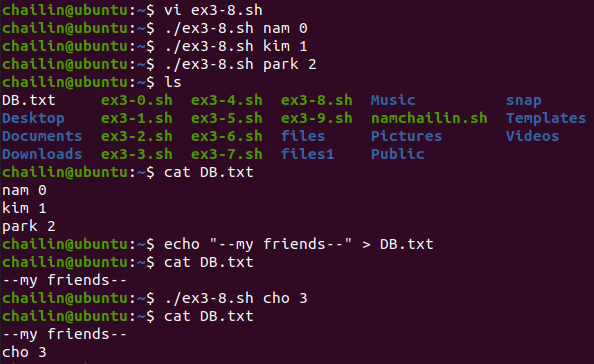 chailin@ubuntu:~$ vi ex3-8.sh
chailin@ubuntu:~$ ./ex3-8.sh nam 0
chailin@ubuntu:~$ ./ex3-8.sh kim 1
chailin@ubuntu:~$ ./ex3-8.sh park 2
chailin@ubuntu:~$ ls
DB.txt ex3-0.sh ex3-4.sh ex3-8.sh Music snap
Desktop ex3-1.sh ex3-5.sh ex3-9.sh namchailin.sh Templates
Documents ex3-2.sh ex3-6.sh files Pictures Videos
Downloads ex3-3.sh ex3-7.sh files1 Public
chailin@ubuntu:~$ cat DB.txt
nam 0
kim 1
park 2
chailin@ubuntu:~$ echo "--my friends--" > DB.txt
chailin@ubuntu:~$ cat DB.txt
--my friends--
chailin@ubuntu:~$ ./ex3-8.sh cho 3
chailin@ubuntu:~$ cat DB.txt
--my friends--
cho 3